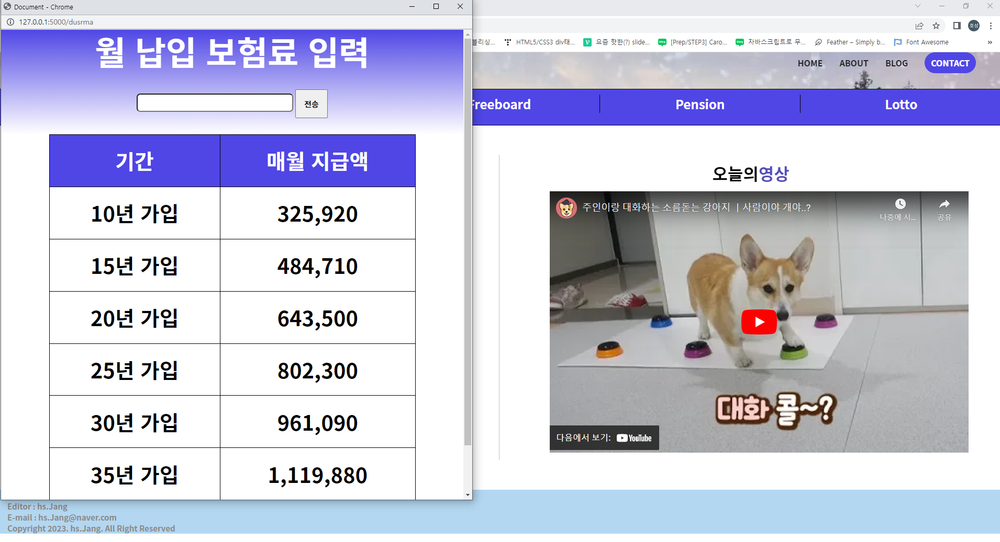 Document - Chrome
127.0.0.1:5000/dusrma
월 납입 보험료 입력
전송
기간 매월 지급액
10년 가입 325,920
15년 가입 484,710
20년 가입 643,500
25년 가입 802,300
30년 가입 961,090
35년 가입 1,119,880
호성
블리싱... HTML5/CSS3 div태... 요즘 핫한(?) slide... [Prep/STEP3] Caro... 자바스크립트로 무... Feather – Simply b... Font Awesome »
HOME ABOUT BLOG CONTACT
Freeboard Pension Lotto
오늘의영상
주인이랑 대화하는 소름돋는 강아지 ㅣ사람이야 개야..?
나중에 시... 공유
대화 콜~?
다음에서 보기: YouTube
Editor : hs.Jang
E-mail : hs.Jang@naver.com
Copyright 2023. hs.Jang. All Right Reserved